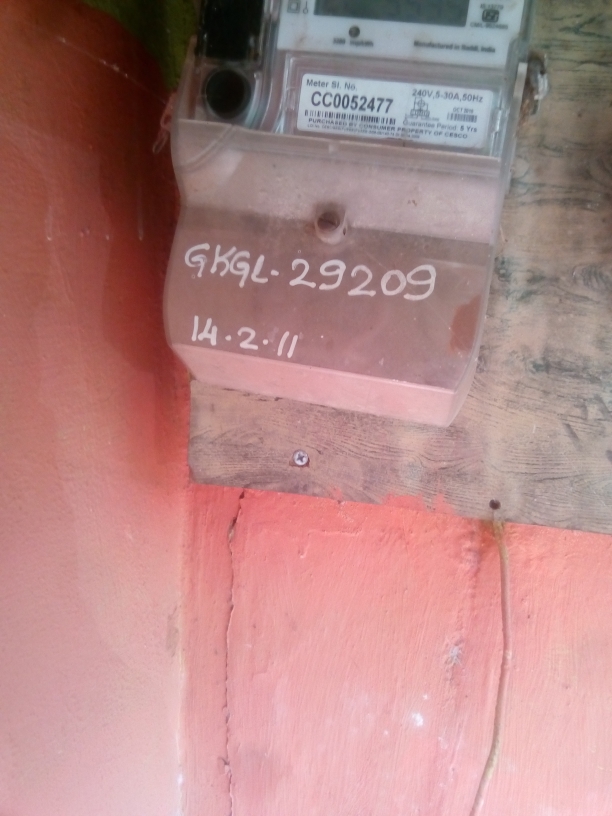 Manufactured in Baddi, India
Meter Sl. No.
CC0052477
240V,5-30A,50Hz
Guarantee Period: 5 Yrs
PURCHASED BY CONSUMER PROPERTY OF CESCO
GKGL-29209
14.2.11